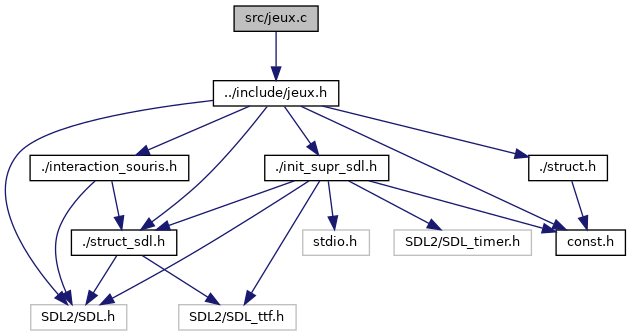 src/jeux.c
../include/jeux.h
./interaction_souris.h
./init_supr_sdl.h
./struct.h
./struct_sdl.h
stdio.h
SDL2/SDL_timer.h
const.h
SDL2/SDL.h
SDL2/SDL_ttf.h